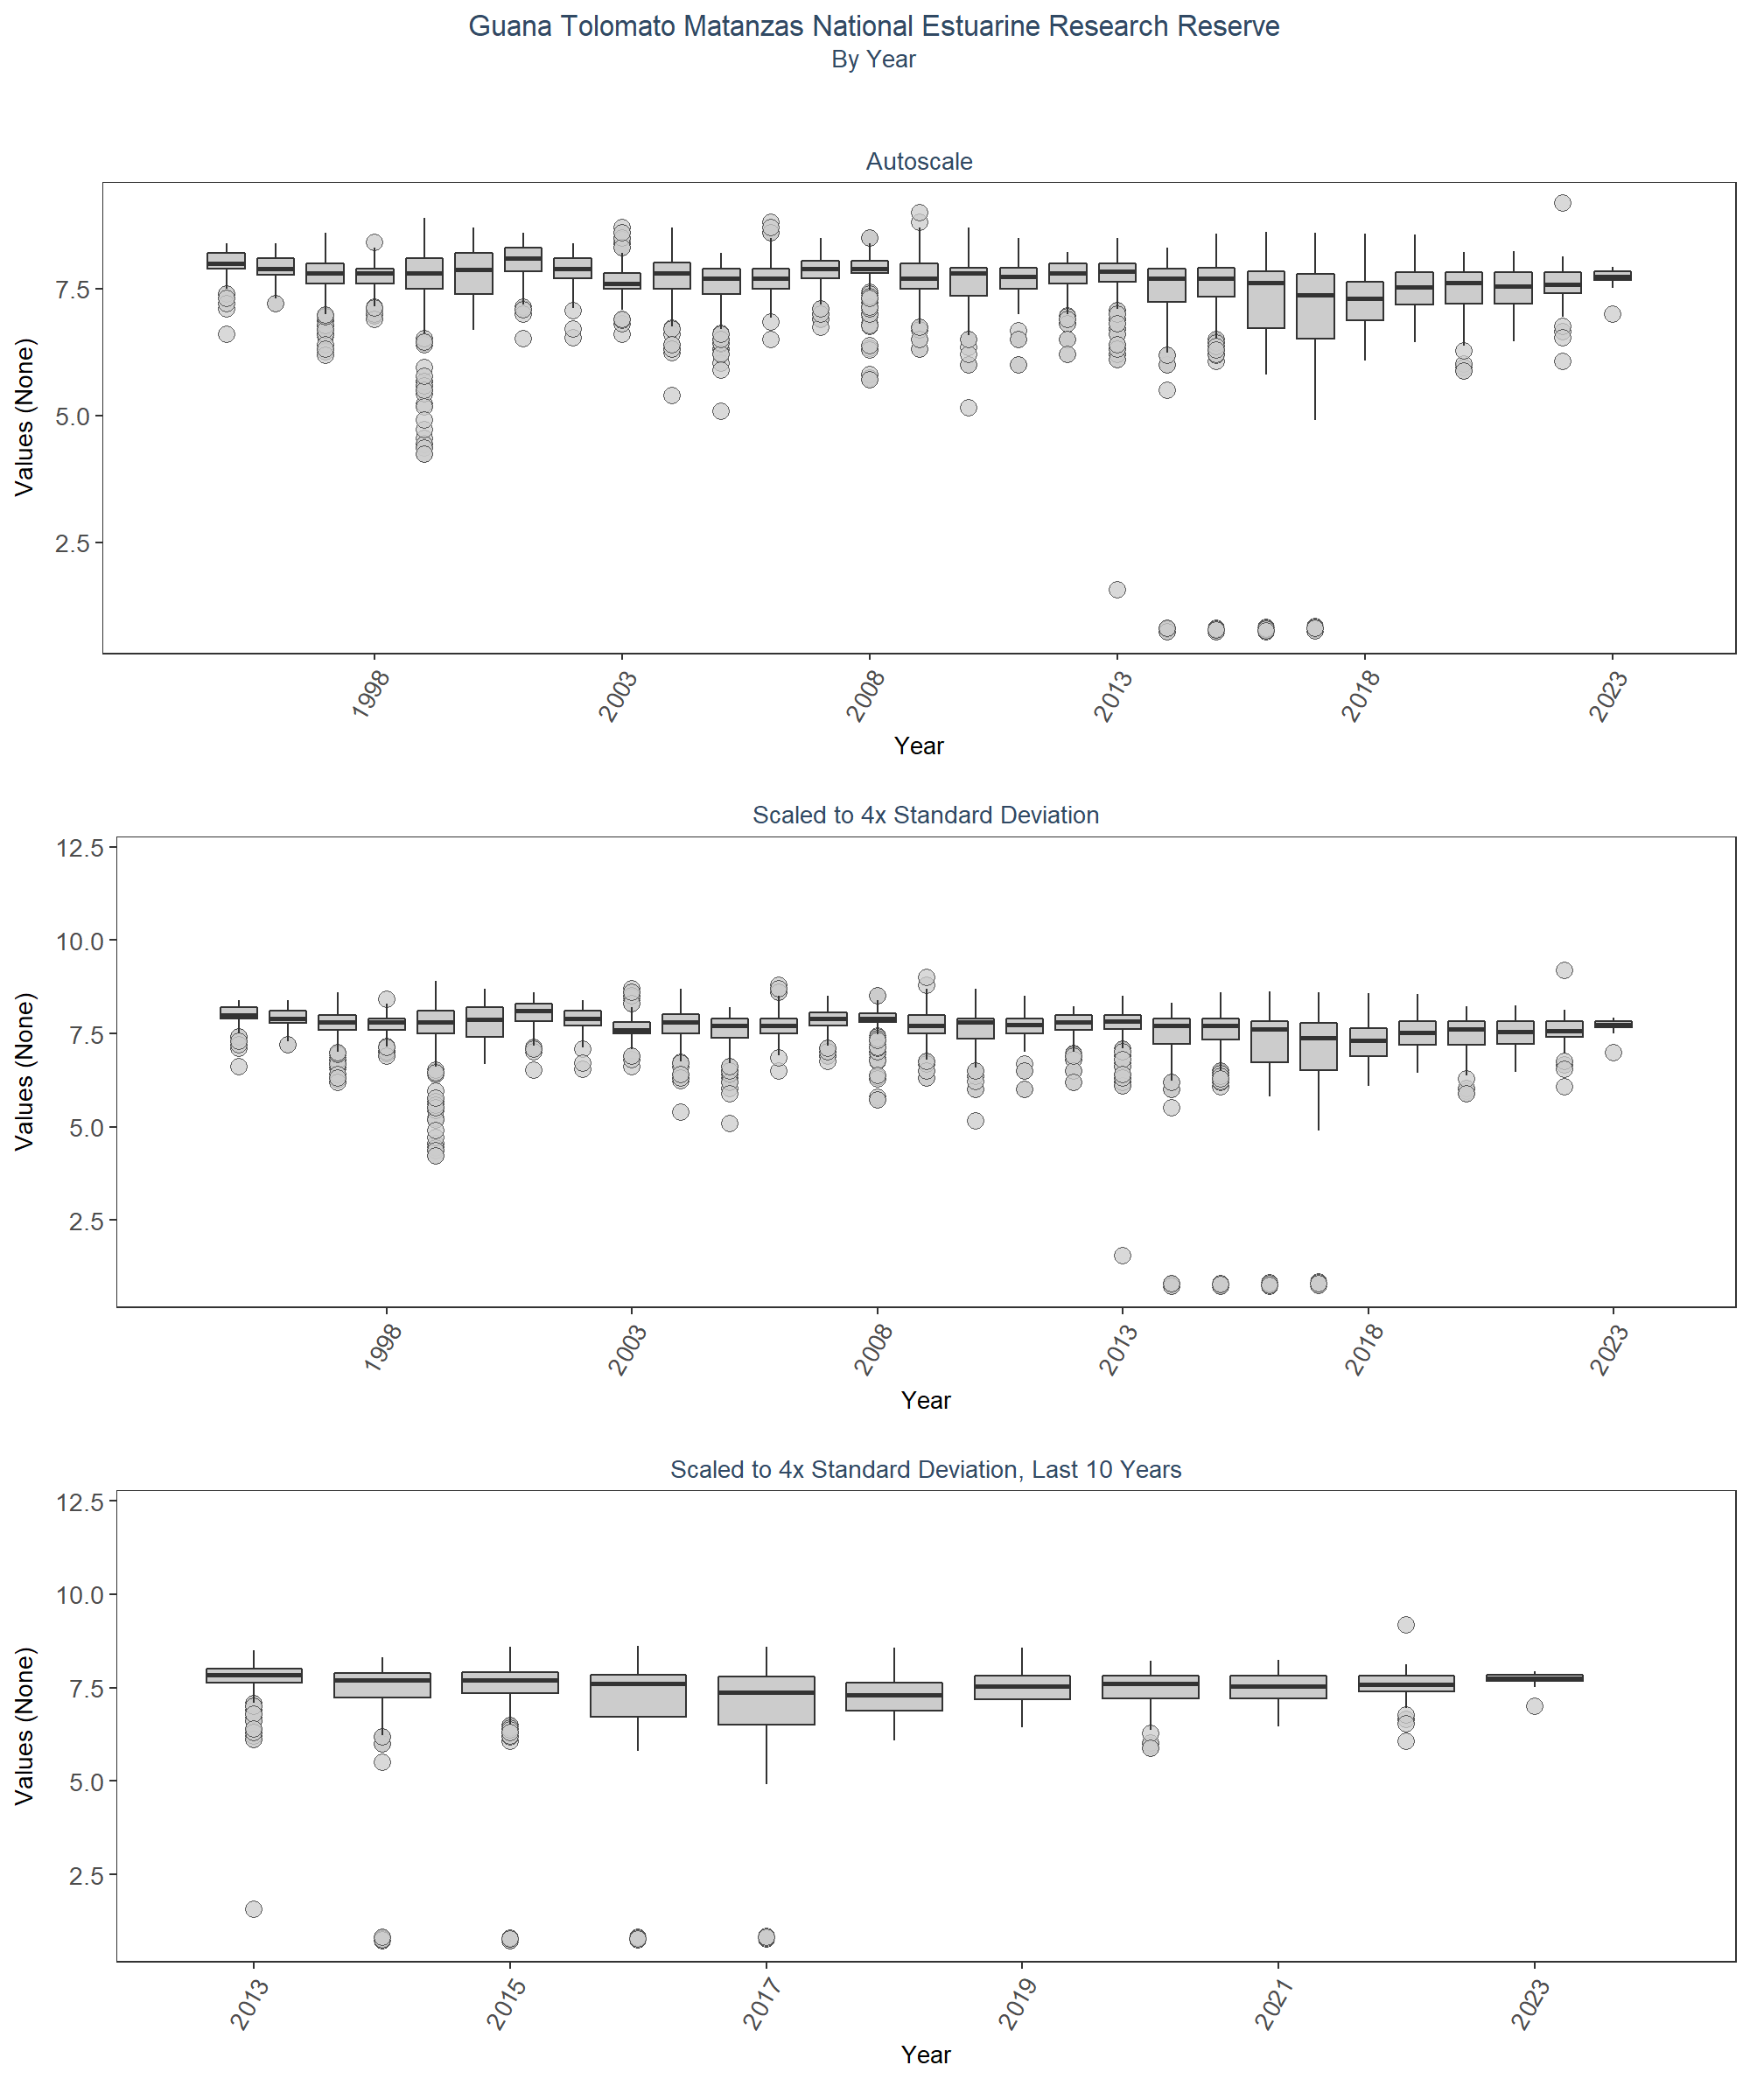 Guana Tolomato Matanzas National Estuarine Research Reserve
By Year
Autoscale
Values (None)
7.5
5.0
2.5
1998
2003
2008
2013
2018
2023
Year
Scaled to 4x Standard Deviation
Values (None)
12.5
10.0
7.5
5.0
2.5
1998
2003
2008
2013
2018
2023
Year
Scaled to 4x Standard Deviation, Last 10 Years
Values (None)
12.5
10.0
7.5
5.0
2.5
2013
2015
2017
2019
2021
2023
Year